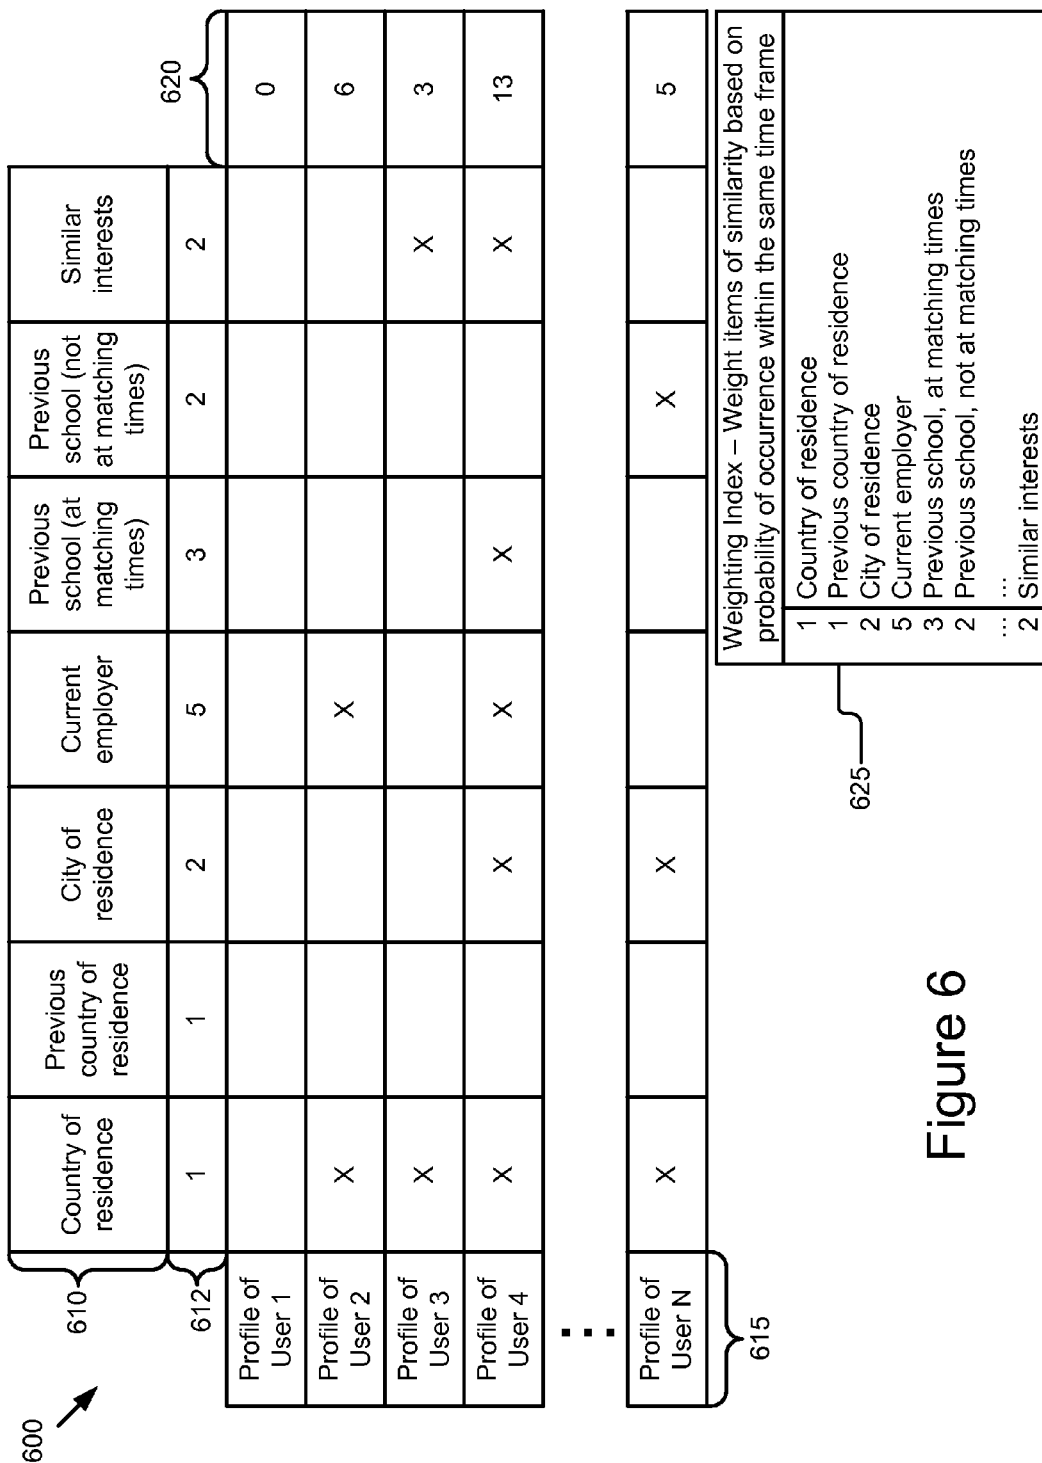 600
610
Country of
residence
Previous
country of
residence
City of
residence
Current
employer
Previous
school (at
matching
times)
Previous
school (not
at matching
times)
Similar
interests
612
1
1
2
5
3
2
2
620
Profile of
User 1
0
Profile of
User 2
X
X
6
Profile of
User 3
X
X
3
Profile of
User 4
X
X
X
X
X
13
...
Profile of
User N
X
X
X
5
615
Weighting Index – Weight items of similarity based on
probability of occurrence within the same time frame
625
1 Country of residence
1 Previous country of residence
2 City of residence
5 Current employer
3 Previous school, at matching times
2 Previous school, not at matching times
... ...
2 Similar interests
Figure 6